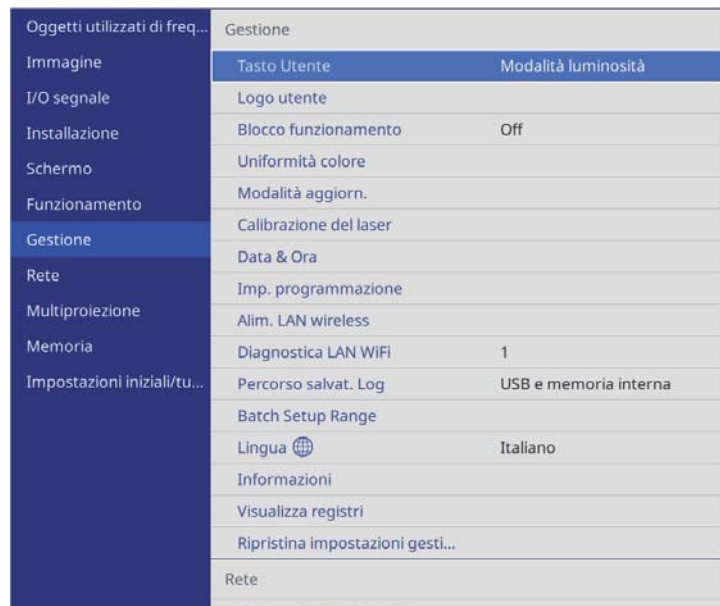 Oggetti utilizzati di freq...
Immagine
I/O segnale
Installazione
Schermo
Funzionamento
Gestione
Rete
Multiproiezione
Memoria
Impostazioni iniziali/tu...
Gestione
Tasto Utente Modalità luminosità
Logo utente
Blocco funzionamento Off
Uniformità colore
Modalità aggiorn.
Calibrazione del laser
Data & Ora
Imp. programmazione
Alim. LAN wireless
Diagnostica LAN WiFi 1
Percorso salvat. Log USB e memoria interna
Batch Setup Range
Lingua Italiano
Informazioni
Visualizza registri
Ripristina impostazioni gesti...
Rete